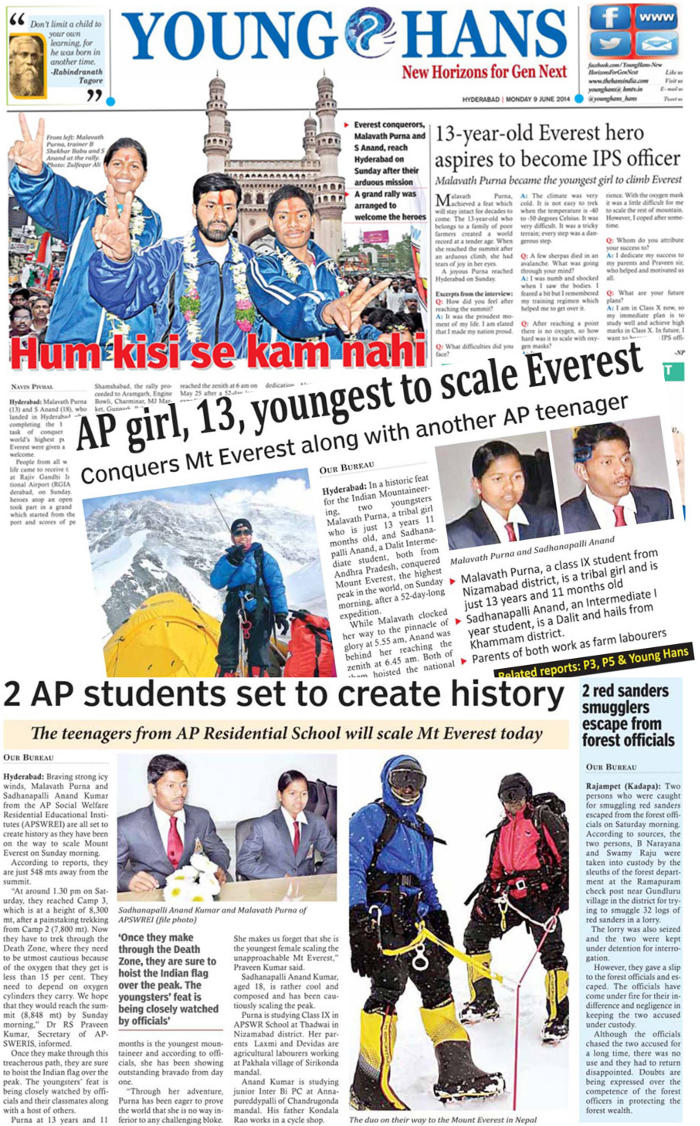 Don't limit a child to
your own
learning, for
he was born in
another time.
-Rabindranath
Tagore
YOUNG HANS
New Horizons for Gen Next
HYDERABAD | MONDAY 9 JUNE 2014
www
facebook.com/YoungHans-New
HorizonsForGenNext
Like us
www.thehansindia.com
Visit us
younghans@hmtv.in
E-mail us
@younghans_hans
Tweet us
From left: Malavath
Purna, trainer B
Shekhar Babu and S
Anand at the rally.
Photo: Zulfeqar Ali
Everest conquerors,
Malavath Purna and
S Anand, reach
Hyderabad on
Sunday after their
arduous mission
A grand rally was
arranged to
welcome the heroes
Hum kisi se kam nahi
13-year-old Everest hero
aspires to become IPS officer
Malavath Purna became the youngest girl to climb Everest
Malavath Purna,
achieved a feat which
will stay intact for decades to
come. The 13-year-old who
belongs to a family of poor
farmers created a world
record at a tender age. When
she reached the summit after
an arduous climb, she had
tears of joy in her eyes.
A joyous Purna reached
Hyderabad on Sunday.
Excerpts from the interview:
Q: How did you feel after
reaching the summit?
A: It was the proudest mo-
ment of my life. I am elated
that I made my nation proud.
Q: What difficulties did you
face?
A: The climate was very
cold. It is not easy to trek
when the temperature is -40
to -50 degrees Celsius. It was
very difficult. It was a tricky
terrain; every step was a dan-
gerous step.
Q: A few sherpas died in an
avalanche. What was going
through your mind?
A: I was numb and shocked
when I saw the bodies. I
feared a bit but I remembered
my training regimen which
helped me to get over it.
Q: After reaching a point
there is no oxygen, so how
hard was it to scale with oxy-
gen masks?
rience. With the oxygen mask
it was a little difficult for me
to scale the rest of mountain.
However, I coped after some-
time.
Q: Whom do you attribute
your success to?
A: I dedicate my success to
my parents and Praveen sir,
who helped and motivated us
all.
Q: What are your future
plans?
A: I am in Class X now, so
my immediate plan is to
study well and achieve high
marks in Class X. In future, I
want to
IPS offi-
-NP
NAVIN PIVHAL
Hyderabad: Malavath Purna
(13) and S Anand (18), who
landed in Hyderabad
completing the
task of conquer
world's highest p
Everest were given a
welcome.
People from all w
life came to receive t
at Rajiv Gandhi I
tional Airport (RGIA
derabad, on Sunday.
heroes atop an open
took part in a grand
which started from the
port and scores of pe
Shamshabad, the rally pro-
ceeded to Aramgarh, Engine
Bowli, Charminar, MJ Mar-
ket,
reached the zenith at 6 am on
May 25 after a 52-day
dedication
AP girl, 13, youngest to scale Everest
Conquers Mt Everest along with another AP teenager
OUR BUREAU
Hyderabad: In a historic feat
for the Indian Mountaineer-
ing, two youngsters
Malavath Purna, a tribal girl
who is just 13 years 11
months old, and Sadhana-
palli Anand, a Dalit Interme-
diate student, both from
Andhra Pradesh, conquered
Mount Everest, the highest
peak in the world, on Sunday
morning, after a 52-day-long
expedition.
While Malavath clocked
her way to the pinnacle of
glory at 5.55 am, Anand was
behind her reaching the
zenith at 6.45 am. Both of
them hoisted the national
Malavath Purna and Sadhanapalli Anand
Malavath Purna, a class IX student from
Nizamabad district, is a tribal girl and is
just 13 years and 11 months old
Sadhanapalli Anand, an Intermediate I
year student, is a Dalit and hails from
Khammam district.
Parents of both work as farm labourers
Related reports: P3, P5 & Young Hans
2 AP students set to create history
The teenagers from AP Residential School will scale Mt Everest today
OUR BUREAU
Hyderabad: Braving strong icy
winds, Malavath Purna and
Sadhanapalli Anand Kumar
from the AP Social Welfare
Residential Educational Insti-
tutes (APSWREI) are all set to
create history as they have been
on the way to scale Mount
Everest on Sunday morning.
According to reports, they
are just 548 mts away from the
summit.
"At around 1.30 pm on Sat-
urday, they reached Camp 3,
which is at a height of 8,300
mt, after a painstaking trekking
from Camp 2 (7,800 mt). Now
they have to trek through the
Death Zone, where they need
to be utmost cautious because
of the oxygen that they get is
less than 15 per cent. They
need to depend on oxygen
cylinders they carry. We hope
that they would reach the sum-
mit (8,848 mt) by Sunday
morning," Dr RS Praveen
Kumar, Secretary of AP-
SWERIS, informed.
Once they make through this
treacherous path, they are sure
to hoist the Indian flag over the
peak. The youngsters' feat is
being closely watched by offi-
cials and their classmates along
with a host of others.
Purna at 13 years and 11
Sadhanapalli Anand Kumar and Malavath Purna of
APSWREI (file photo)
'Once they make
through the Death
Zone, they are sure to
hoist the Indian flag
over the peak. The
youngsters' feat is
being closely watched
by officials'
months is the youngest moun-
taineer and according to offi-
cials, she has been showing
outstanding bravado from day
one.
"Through her adventure,
Purna has been eager to prove
the world that she is no way in-
ferior to any challenging bloke.
She makes us forget that she is
the youngest female scaling the
unapproachable Mt Everest,"
Praveen Kumar said.
Sadhanapalli Anand Kumar,
aged 18, is rather cool and
composed and has been cau-
tiously scaling the peak.
Purna is studying Class IX in
APSWR School at Thadwai in
Nizamabad district. Her par-
ents Laxmi and Devidas are
agricultural labourers working
at Pakhala village of Sirikonda
mandal.
Anand Kumar is studying
junior Inter Bi PC at Anna-
pureddypalli of Chandrugonda
mandal. His father Kondala
Rao works in a cycle shop.
The duo on their way to the Mount Everest in Nepal
2 red sanders
smugglers
escape from
forest officials
OUR BUREAU
Rajampet (Kadapa): Two
persons who were caught
for smuggling red sanders
escaped from the forest offi-
cials on Saturday morning.
According to sources, the
two persons, B Narayana
and Swamy Raju were
taken into custody by the
sleuths of the forest depart-
ment at the Ramapuram
check post near Gundluru
village in the district for try-
ing to smuggle 32 logs of
red sanders in a lorry.
The lorry was also seized
and the two were kept
under detention for interro-
gation.
However, they gave a slip
to the forest officials and es-
caped. The officials have
come under fire for their in-
difference and negligence in
keeping the two accused
under custody.
Although the officials
chased the two accused for
a long time, there was no
use and they had to return
disappointed. Doubts are
being expressed over the
competence of the forest
officers in protecting the
forest wealth.